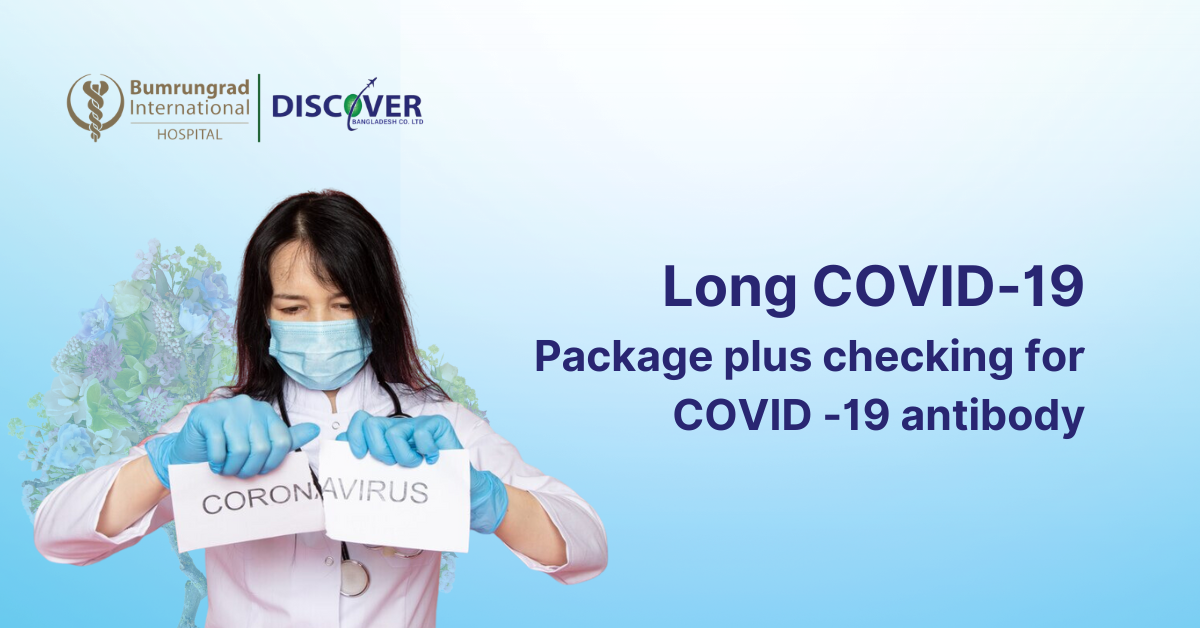 Bumrungrad
International
HOSPITAL
DISCOVER
BANGLADESH CO. LTD
Long COVID-19
Package plus checking for
COVID -19 antibody
CORONAVIRUS